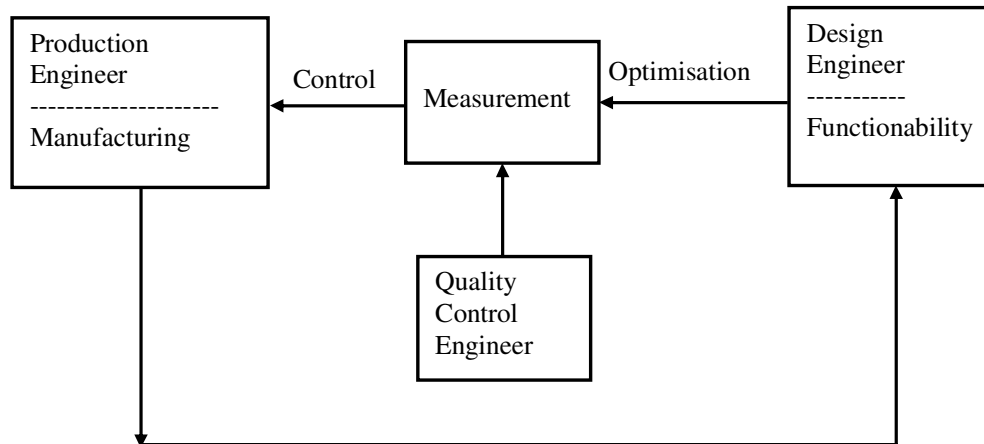 Production
Engineer
---------------------
Manufacturing
Control
Measurement
Optimisation
Design
Engineer
-----------
Functionability
Quality
Control
Engineer